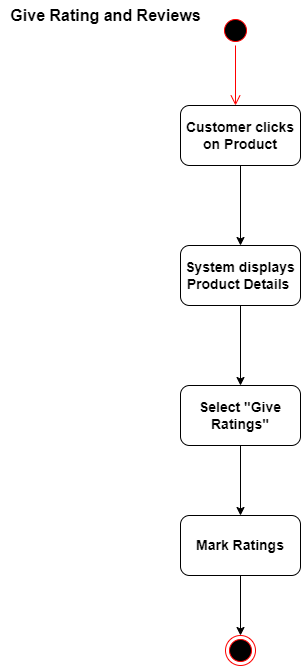 Give Rating and Reviews
Customer clicks
on Product
System displays
Product Details
Select "Give
Ratings"
Mark Ratings